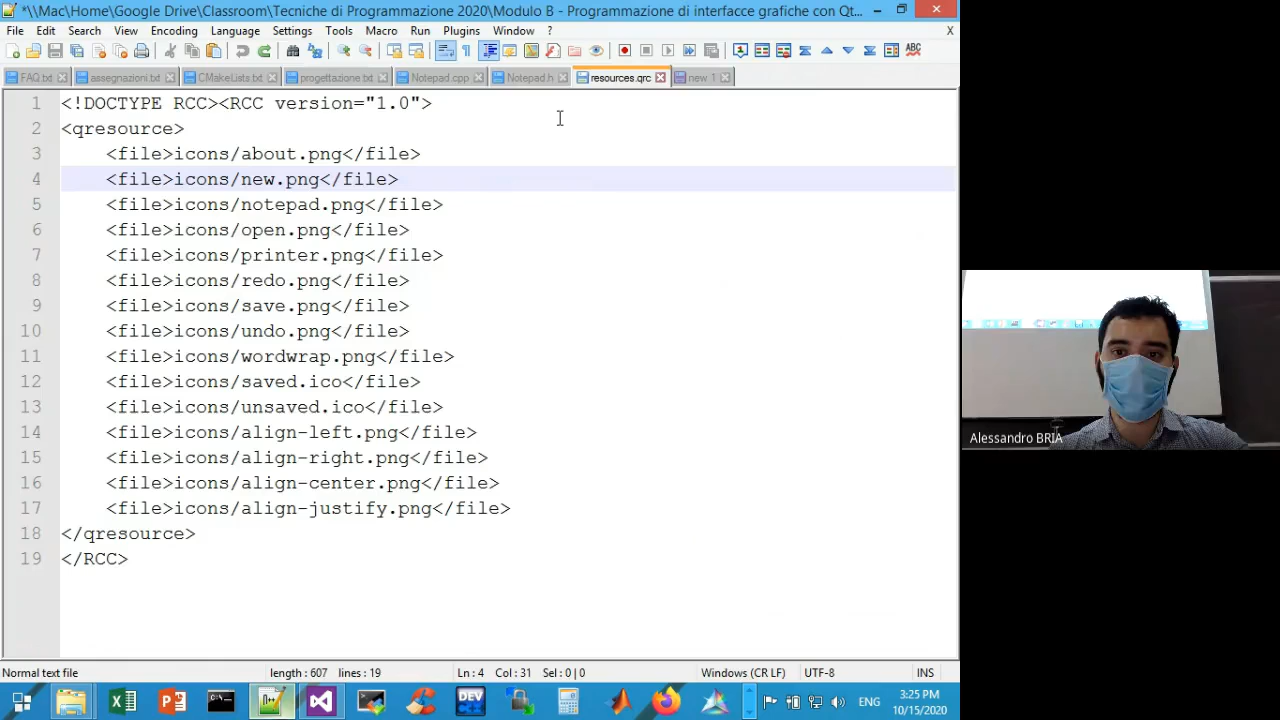 *\\Mac\Home\Google Drive\Classroom\Tecniche di Programmazione 2020\Modulo B - Programmazione di interfacce grafiche con Qt...
File Edit Search View Encoding Language Settings Tools Macro Run Plugins Window ? X
FAQ.txt assegnazioni.txt CMakeLists.txt progettazione.txt Notepad.cpp Notepad.h resources.qrc new 1
1 <!DOCTYPE RCC><RCC version="1.0">
2 <qresource>
3 <file>icons/about.png</file>
4 <file>icons/new.png</file>
5 <file>icons/notepad.png</file>
6 <file>icons/open.png</file>
7 <file>icons/printer.png</file>
8 <file>icons/redo.png</file>
9 <file>icons/save.png</file>
10 <file>icons/undo.png</file>
11 <file>icons/wordwrap.png</file>
12 <file>icons/saved.ico</file>
13 <file>icons/unsaved.ico</file>
14 <file>icons/align-left.png</file>
15 <file>icons/align-right.png</file>
16 <file>icons/align-center.png</file>
17 <file>icons/align-justify.png</file>
18 </qresource>
19 </RCC>
Alessandro BRIA
Normal text file length : 607 lines : 19 Ln : 4 Col : 31 Sel : 0 | 0 Windows (CR LF) UTF-8 INS
DEV
ENG
3:25 PM
10/15/2020